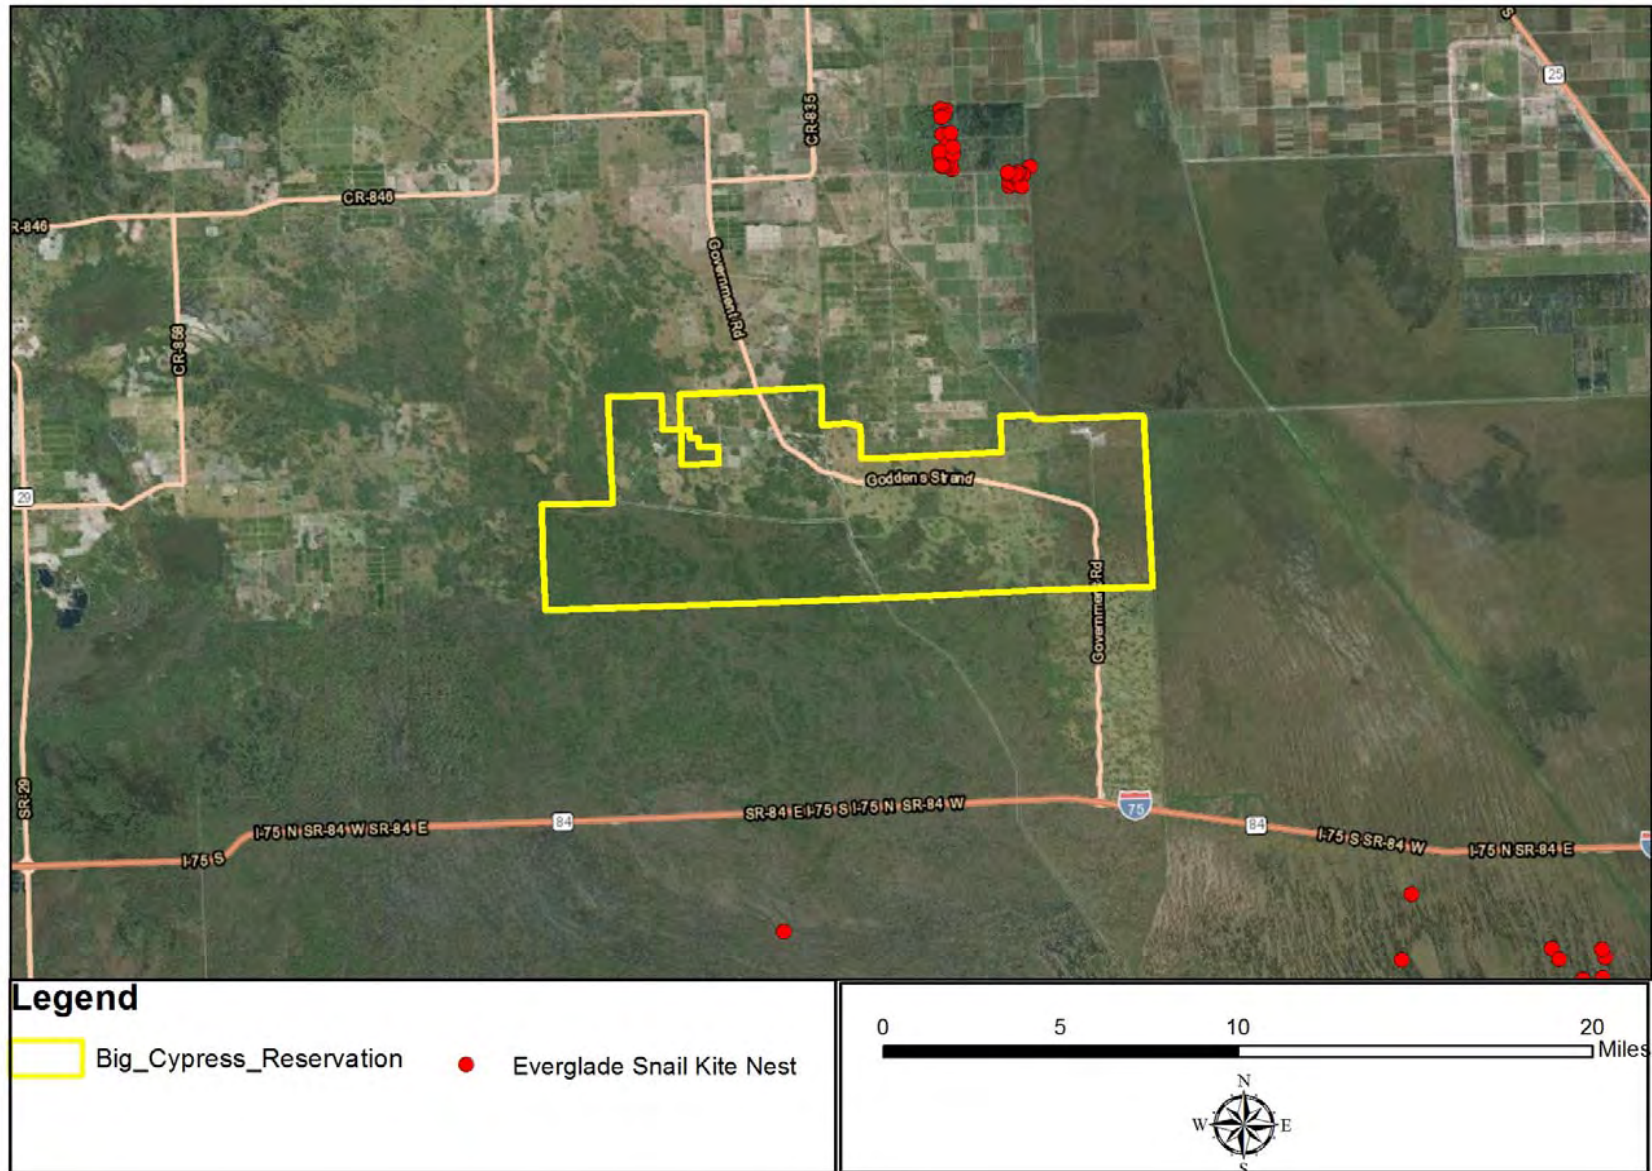 S
25
CR-835
CR-846
R-846
Government Rd
CR-858
Goddens Strand
29
Government Rd
SR-29
SR-84 E I-75 S I-75 N SR-84 W
75
84
I-75 N SR-84 W SR-84 E
84
I-75 S SR-84 W
I-75 N SR-84 E
I-75 S
Legend
Big_Cypress_Reservation
Everglade Snail Kite Nest
0 5 10 20
Miles
N
W E
S